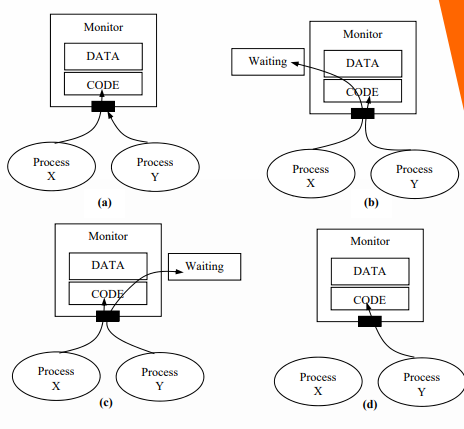 Monitor
DATA
CODE
Process
X
Process
Y
(a)
Monitor
Waiting
DATA
CODE
Process
X
Process
Y
(b)
Monitor
DATA
Waiting
CODE
Process
X
Process
Y
(c)
Monitor
DATA
CODE
Process
X
Process
Y
(d)